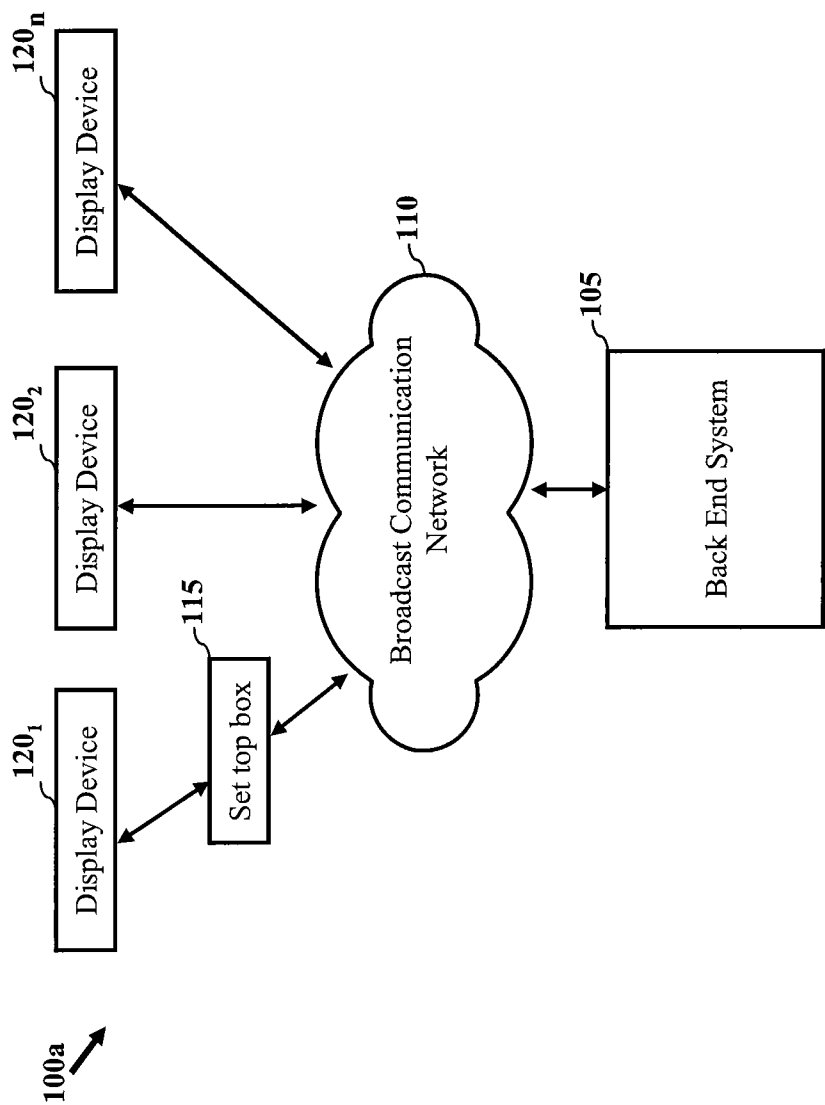 120₁
120₂
120ₙ
Display Device
Display Device
Display Device
115
Set top box
110
Broadcast Communication
Network
105
Back End System
100a